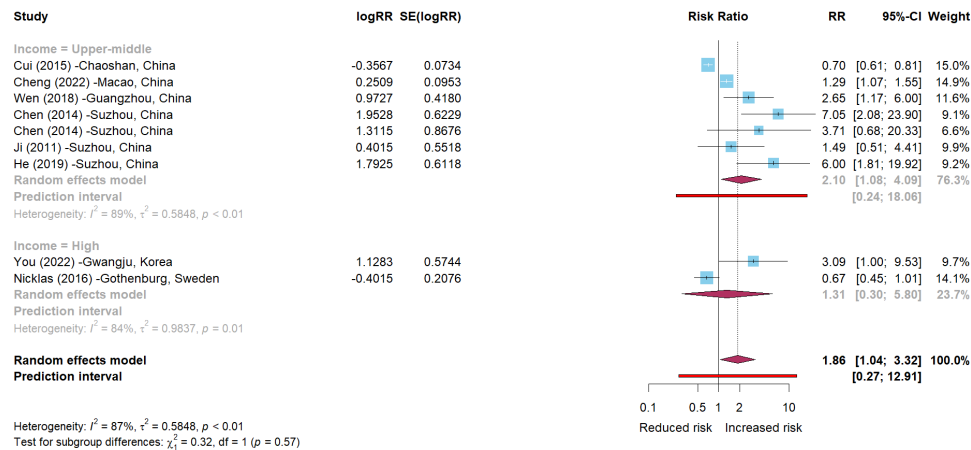 Study logRR SE(logRR) Risk Ratio RR 95%-CI Weight
Income = Upper-middle
Cui (2015) -Chaoshan, China -0.3567 0.0734 0.70 [0.61; 0.81] 15.0%
Cheng (2022) -Macao, China 0.2509 0.0953 1.29 [1.07; 1.55] 14.9%
Wen (2018) -Guangzhou, China 0.9727 0.4180 2.65 [1.17; 6.00] 11.6%
Chen (2014) -Suzhou, China 1.9528 0.6229 7.05 [2.08; 23.90] 9.1%
Chen (2014) -Suzhou, China 1.3115 0.8676 3.71 [0.68; 20.33] 6.6%
Ji (2011) -Suzhou, China 0.4015 0.5518 1.49 [0.51; 4.41] 9.9%
He (2019) -Suzhou, China 1.7925 0.6118 6.00 [1.81; 19.92] 9.2%
Random effects model 2.10 [1.08; 4.09] 76.3%
Prediction interval [0.24; 18.06]
Heterogeneity: I² = 89%, τ² = 0.5848, p < 0.01
Income = High
You (2022) -Gwangju, Korea 1.1283 0.5744 3.09 [1.00; 9.53] 9.7%
Nicklas (2016) -Gothenburg, Sweden -0.4015 0.2076 0.67 [0.45; 1.01] 14.1%
Random effects model 1.31 [0.30; 5.80] 23.7%
Prediction interval
Heterogeneity: I² = 84%, τ² = 0.9837, p = 0.01
Random effects model 1.86 [1.04; 3.32] 100.0%
Prediction interval [0.27; 12.91]
0.1 0.5 1 2 10
Heterogeneity: I² = 87%, τ² = 0.5848, p < 0.01 Reduced risk Increased risk
Test for subgroup differences: χ²₁ = 0.32, df = 1 (p = 0.57)